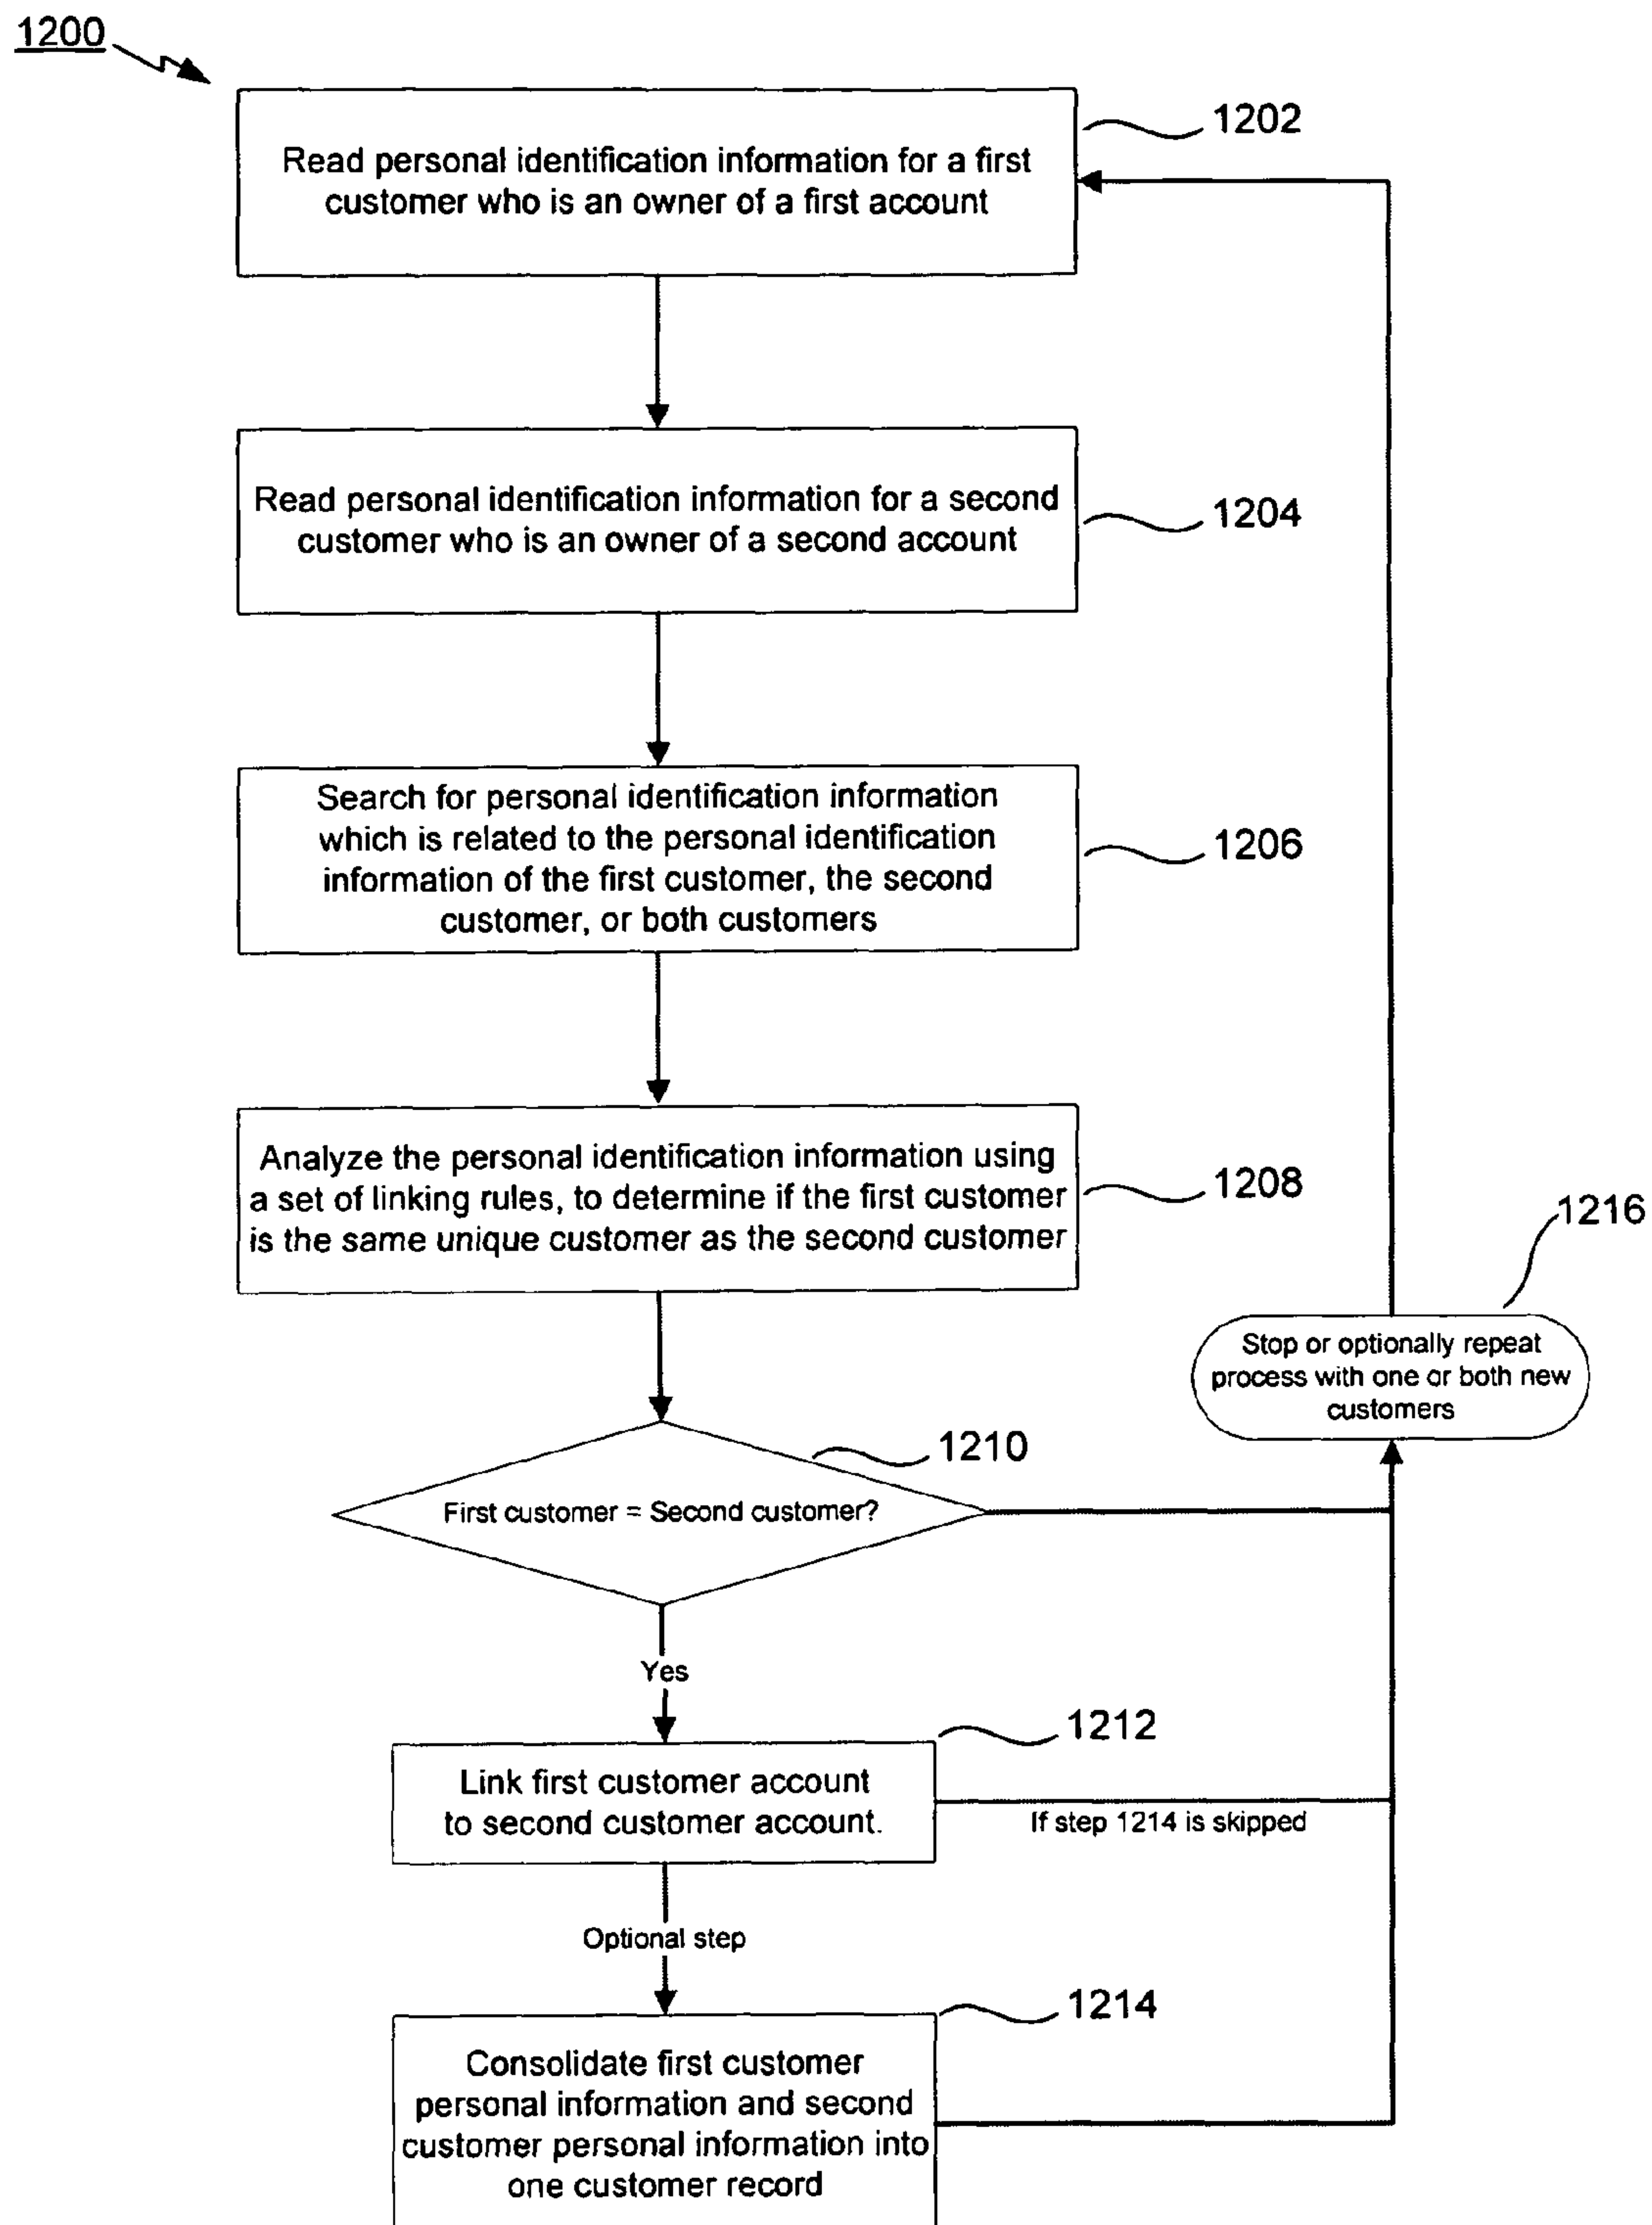 1200
1202
Read personal identification information for a first
customer who is an owner of a first account
Read personal identification information for a second
customer who is an owner of a second account
1204
Search for personal identification information
which is related to the personal identification
information of the first customer, the second
customer, or both customers
1206
Analyze the personal identification information using
a set of linking rules, to determine if the first customer
is the same unique customer as the second customer
1208
1216
Stop or optionally repeat
process with one or both new
customers
1210
First customer = Second customer?
Yes
1212
Link first customer account
to second customer account.
If step 1214 is skipped
Optional step
1214
Consolidate first customer
personal information and second
customer personal information into
one customer record